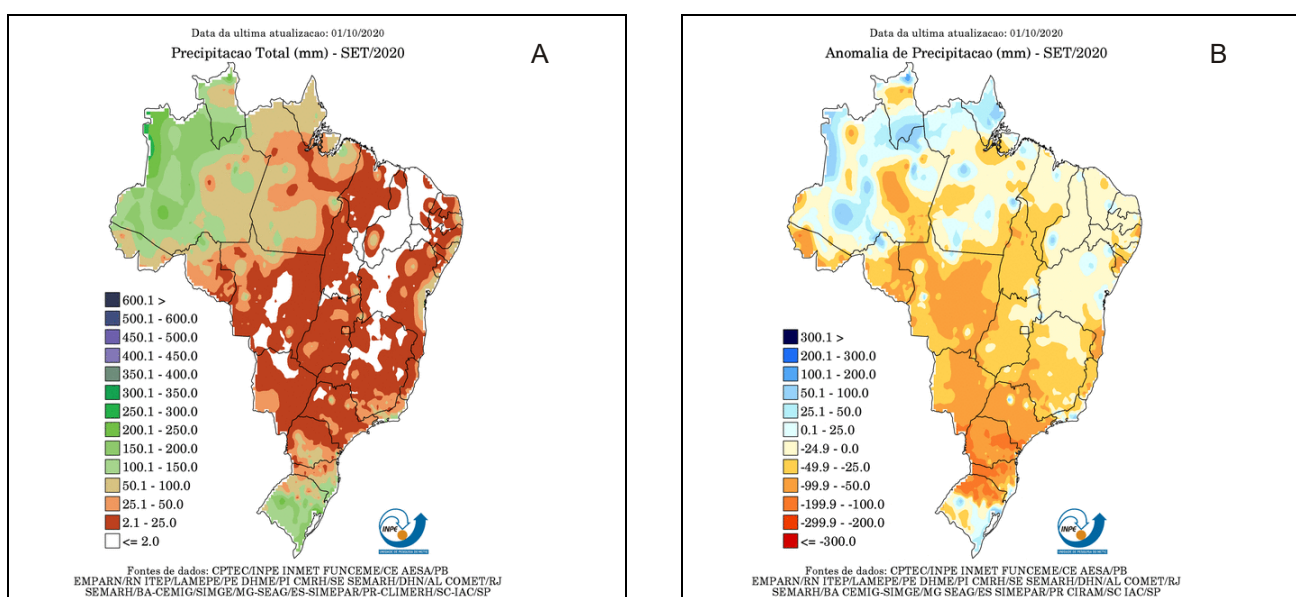 Data da ultima atualizacao: 01/10/2020
Precipitacao Total (mm) - SET/2020
A
600.1 >
500.1 - 600.0
450.1 - 500.0
400.1 - 450.0
350.1 - 400.0
300.1 - 350.0
250.1 - 300.0
200.1 - 250.0
150.1 - 200.0
100.1 - 150.0
50.1 - 100.0
25.1 - 50.0
2.1 - 25.0
<= 2.0
INPE
Fontes de dados: CPTEC/INPE INMET FUNCEME/CE AESA/PB
EMPARN/RN ITEP/LAMEPE/PE DHME/PI CMRH/SE SEMARH/DHN/AL COMET/RJ
SEMARH/BA-CEMIG/SIMGE/MG-SEAG/ES-SIMEPAR/PR-CLIMERH/SC-IAC/SP
Data da ultima atualizacao: 01/10/2020
Anomalia de Precipitacao (mm) - SET/2020
B
300.1 >
200.1 - 300.0
100.1 - 200.0
50.1 - 100.0
25.1 - 50.0
0.1 - 25.0
-24.9 - 0.0
-49.9 - -25.0
-99.9 - -50.0
-199.9 - -100.0
-299.9 - -200.0
<= -300.0
INPE
Fontes de dados: CPTEC/INPE INMET FUNCEME/CE AESA/PB
EMPARN/RN ITEP/LAMEPE/PE DHME/PI CMRH/SE SEMARH/DHN/AL COMET/RJ
SEMARH/BA CEMIG-SIMGE/MG SEAG/ES SIMEPAR/PR CIRAM/SC IAC/SP